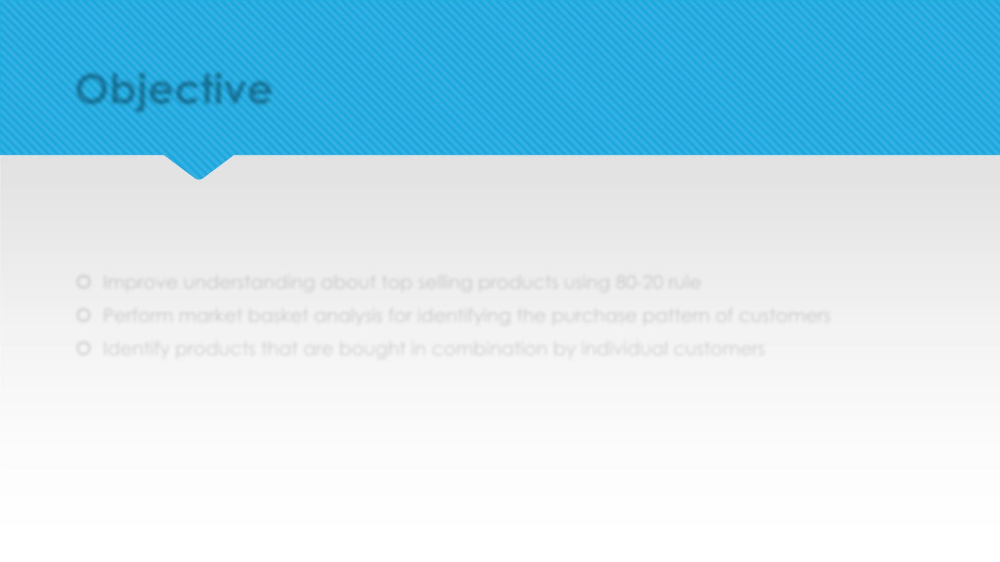 Objective
Improve understanding about top selling products using 80-20 rule
Perform market basket analysis for identifying the purchase pattern of customers
Identify products that are bought in combination by individual customers